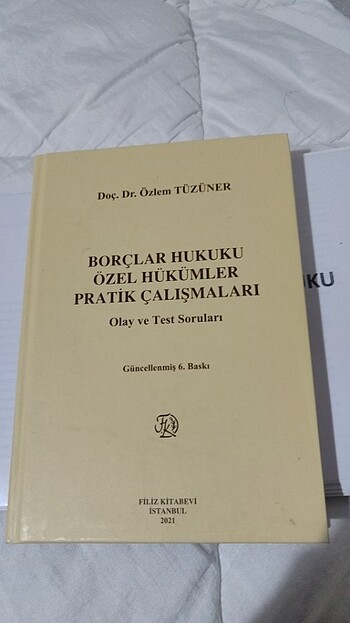 Doç. Dr. Özlem TÜZÜNER
BORÇLAR HUKUKU
ÖZEL HÜKÜMLER
PRATİK ÇALIŞMALARI
Olay ve Test Soruları
Güncellenmiş 6. Baskı
FİLİZ KİTABEVİ
İSTANBUL
2021
UKU